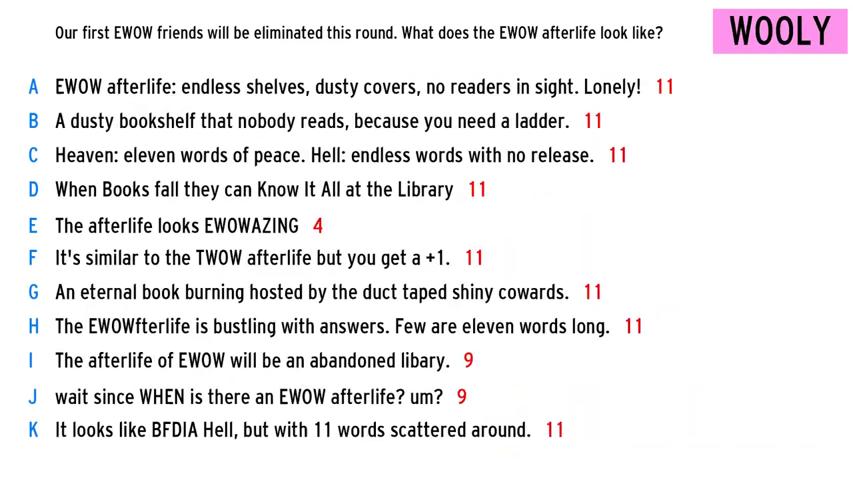 Our first EWOW friends will be eliminated this round. What does the EWOW afterlife look like?
WOOLY
A EWOW afterlife: endless shelves, dusty covers, no readers in sight. Lonely! 11
B A dusty bookshelf that nobody reads, because you need a ladder. 11
C Heaven: eleven words of peace. Hell: endless words with no release. 11
D When Books fall they can Know It All at the Library 11
E The afterlife looks EWOWAZING 4
F It's similar to the TWOW afterlife but you get a +1. 11
G An eternal book burning hosted by the duct taped shiny cowards. 11
H The EWOWfterlife is bustling with answers. Few are eleven words long. 11
I The afterlife of EWOW will be an abandoned libary. 9
J wait since WHEN is there an EWOW afterlife? um? 9
K It looks like BFDIA Hell, but with 11 words scattered around. 11